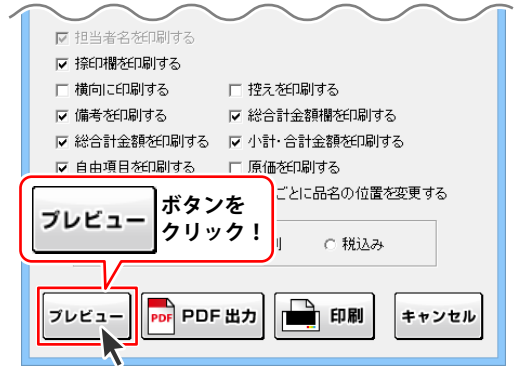 担当者名を印刷する
捺印欄を印刷する
横向に印刷する 控えを印刷する
備考を印刷する 総合計金額欄を印刷する
総合計金額を印刷する 小計・合計金額を印刷する
自由項目を印刷する 原価を印刷する
ごとに品名の位置を変更する
プレビュー ボタンを
クリック!
税込み
プレビュー PDF PDF出力 印刷 キャンセル